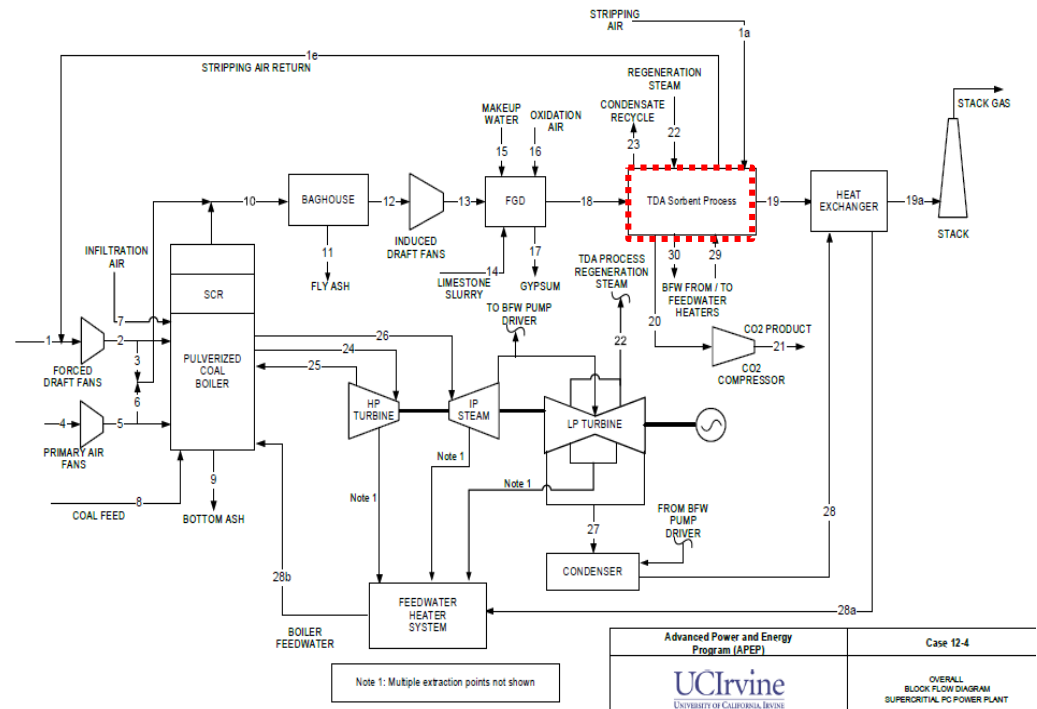 STRIPPING
AIR
1a
1e
STRIPPING AIR RETURN
REGENERATION
STEAM
STACK GAS
CONDENSATE
RECYCLE
MAKEUP
WATER
OXIDATION
AIR
22
23
15
16
10
BAGHOUSE
12
13
FGD
18
TDA Sorbent Process
19
HEAT
EXCHANGER
19a
STACK
INDUCED
DRAFT FANS
11
FLY ASH
14
LIMESTONE
SLURRY
17
GYPSUM
30
29
BFW FROM / TO
FEEDWATER
HEATERS
TDA PROCESS
REGENERATION
STEAM
INFILTRATION
AIR
SCR
7
TO BFW PUMP
DRIVER
20
CO2 PRODUCT
21
CO2
COMPRESSOR
22
1
2
3
FORCED
DRAFT FANS
PULVERIZED
COAL
BOILER
26
24
25
6
4
5
PRIMARY AIR
FANS
HP
TURBINE
IP
STEAM
LP TURBINE
Note 1
Note 1
Note 1
8
COAL FEED
9
BOTTOM ASH
27
FROM BFW
PUMP
DRIVER
28
CONDENSER
28b
28a
FEEDWATER
HEATER
SYSTEM
BOILER
FEEDWATER
Note 1: Multiple extraction points not shown
Advanced Power and Energy
Program (APEP)
Case 12-4
UCIrvine
UNIVERSITY OF CALIFORNIA, IRVINE
OVERALL
BLOCK FLOW DIAGRAM
SUPERCRITIAL PC POWER PLANT